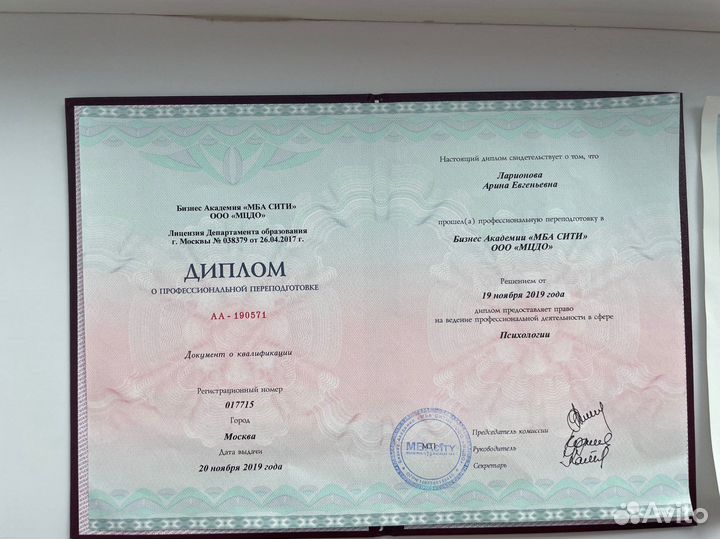 Бизнес Академия «МБА СИТИ»
ООО «МЦДО»
Лицензия Департамента образования
г. Москвы № 038379 от 26.04.2017 г.
ДИПЛОМ
О ПРОФЕССИОНАЛЬНОЙ ПЕРЕПОДГОТОВКЕ
АА - 190571
Документ о квалификации
Регистрационный номер
017715
Город
Москва
Дата выдачи
20 ноября 2019 года
Настоящий диплом свидетельствует о том, что
Ларионова
Арина Евгеньевна
прошел(а) профессиональную переподготовку в
Бизнес Академии «МБА СИТИ»
ООО «МЦДО»
Решением от
19 ноября 2019 года
диплом предоставляет право
на ведение профессиональной деятельности в сфере
Психологии
Председатель комиссии
Руководитель
Секретарь
МП
CITY
Avito